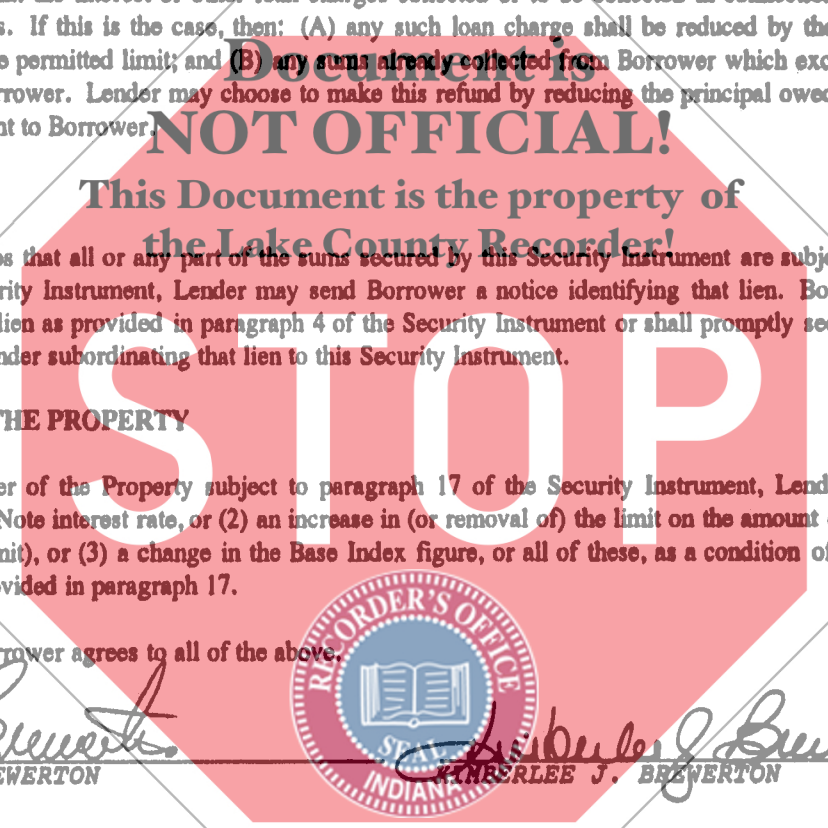 s. If this is the case, then: (A) any such loan charge shall be reduced by the
e permitted limit; and (B) any sums already collected from Borrower which exc
rrower. Lender may choose to make this refund by reducing the principal owed
nt to Borrower.
Document is
NOT OFFICIAL!
This Document is the property of
the Lake County Recorder!
es that all or any part of the sums secured by this Security Instrument are subj
rity Instrument, Lender may send Borrower a notice identifying that lien. Bo
lien as provided in paragraph 4 of the Security Instrument or shall promptly se
nder subordinating that lien to this Security Instrument.
STOP
THE PROPERTY
er of the Property subject to paragraph 17 of the Security Instrument, Lend
Note interest rate, or (2) an increase in (or removal of) the limit on the amount
mit), or (3) a change in the Base Index figure, or all of these, as a condition of
vided in paragraph 17.
rrower agrees to all of the above.
RECORDER'S OFFICE
SEAL
INDIANA
Kimberlee J. Brew
EWERTON
KIMBERLEE J. BREWERTON